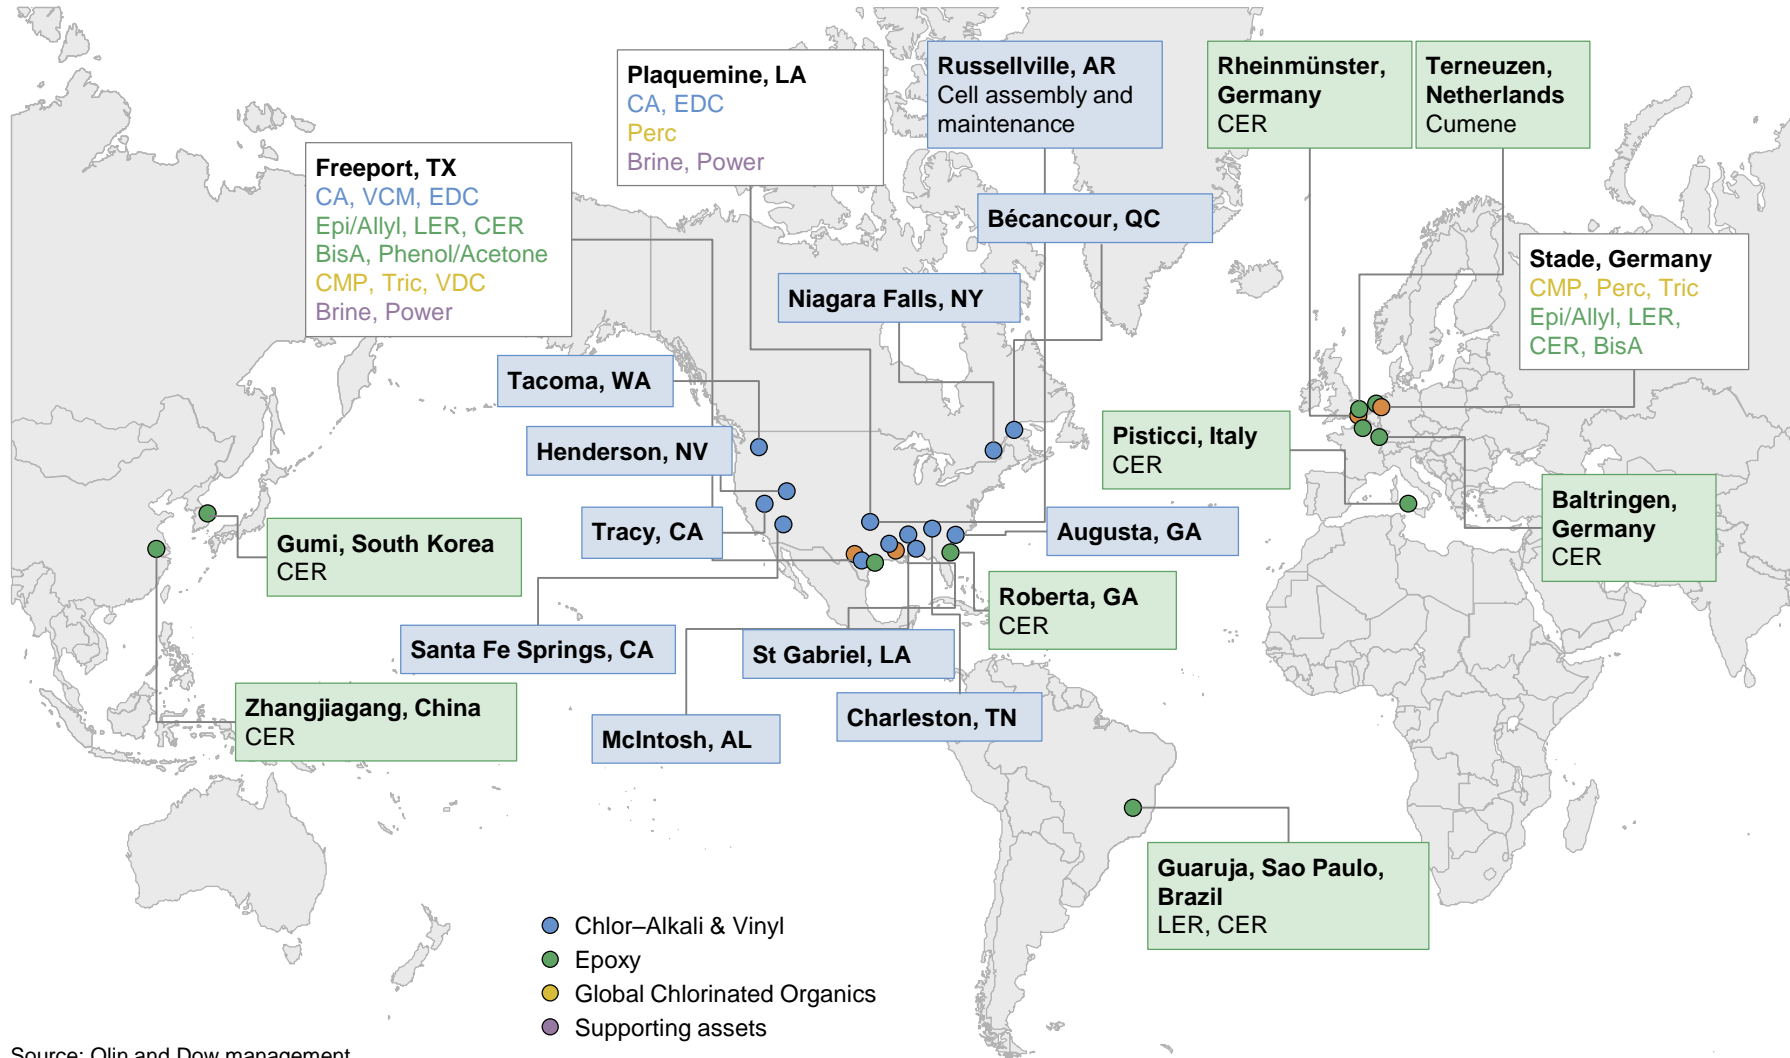 Plaquemine, LA
CA, EDC
Perc
Brine, Power
Russellville, AR
Cell assembly and
maintenance
Rheinmünster,
Germany
CER
Terneuzen,
Netherlands
Cumene
Freeport, TX
CA, VCM, EDC
Epi/Allyl, LER, CER
BisA, Phenol/Acetone
CMP, Tric, VDC
Brine, Power
Bécancour, QC
Stade, Germany
CMP, Perc, Tric
Epi/Allyl, LER,
CER, BisA
Niagara Falls, NY
Tacoma, WA
Henderson, NV
Pisticci, Italy
CER
Baltringen,
Germany
CER
Tracy, CA
Augusta, GA
Gumi, South Korea
CER
Roberta, GA
CER
Santa Fe Springs, CA
St Gabriel, LA
Zhangjiagang, China
CER
Charleston, TN
McIntosh, AL
Guaruja, Sao Paulo,
Brazil
LER, CER
Chlor–Alkali & Vinyl
Epoxy
Global Chlorinated Organics
Supporting assets
Source: Olin and Dow management